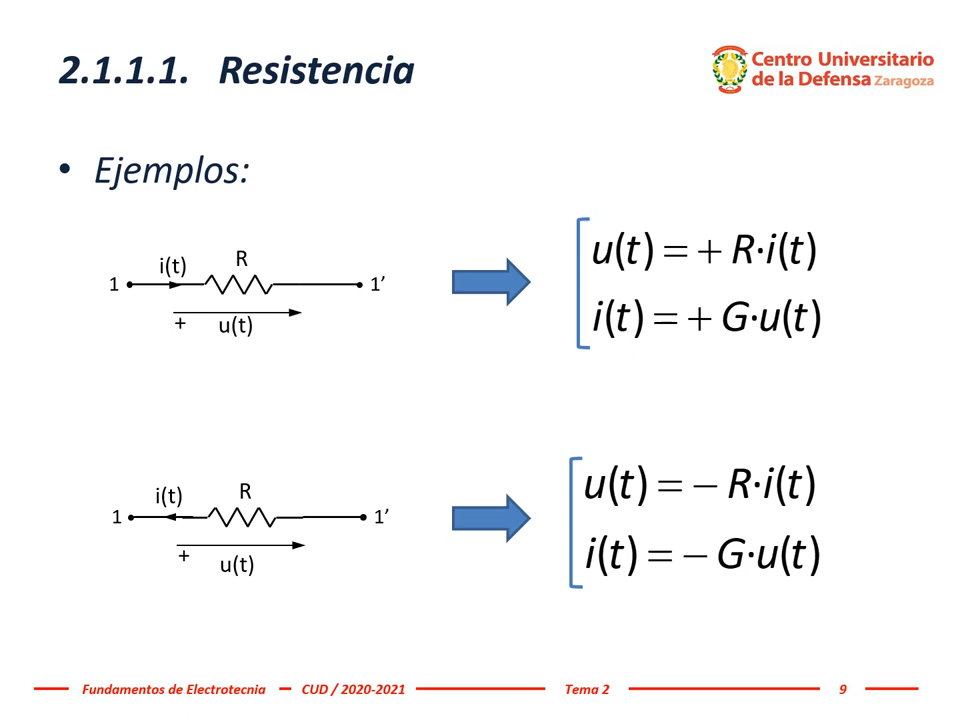 2.1.1.1. Resistencia
Centro Universitario
de la Defensa Zaragoza
• Ejemplos:
i(t) R
1 1’
+ u(t)
u(t) = + R·i(t)
i(t) = + G·u(t)
i(t) R
1 1’
+ u(t)
u(t) = − R·i(t)
i(t) = − G·u(t)
Fundamentos de Electrotecnia CUD / 2020-2021 Tema 2 9